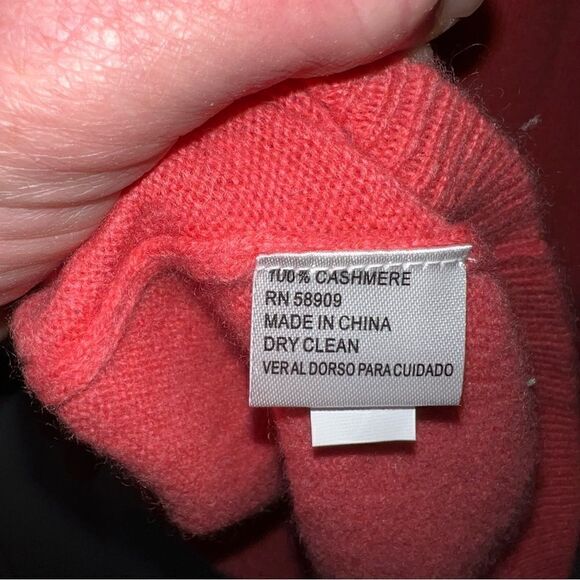 100% CASHMERE
RN 58909
MADE IN CHINA
DRY CLEAN
VER AL DORSO PARA CUIDADO